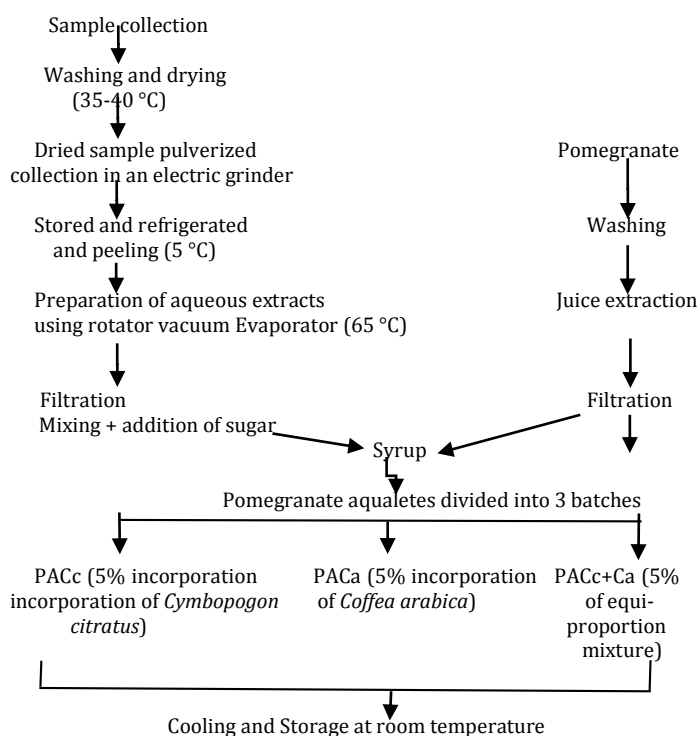 Sample collection
Washing and drying
(35-40 °C)
Dried sample pulverized
collection in an electric grinder
Stored and refrigerated
and peeling (5 °C)
Preparation of aqueous extracts
using rotator vacuum Evaporator (65 °C)
Filtration
Mixing + addition of sugar
Pomegranate
Washing
Juice extraction
Filtration
Syrup
Pomegranate aqualetes divided into 3 batches
PACc (5% incorporation
incorporation of Cymbopogon
citratus)
PACa (5% incorporation
of Coffea arabica)
PACc+Ca (5%
of equi-
proportion
mixture)
Cooling and Storage at room temperature